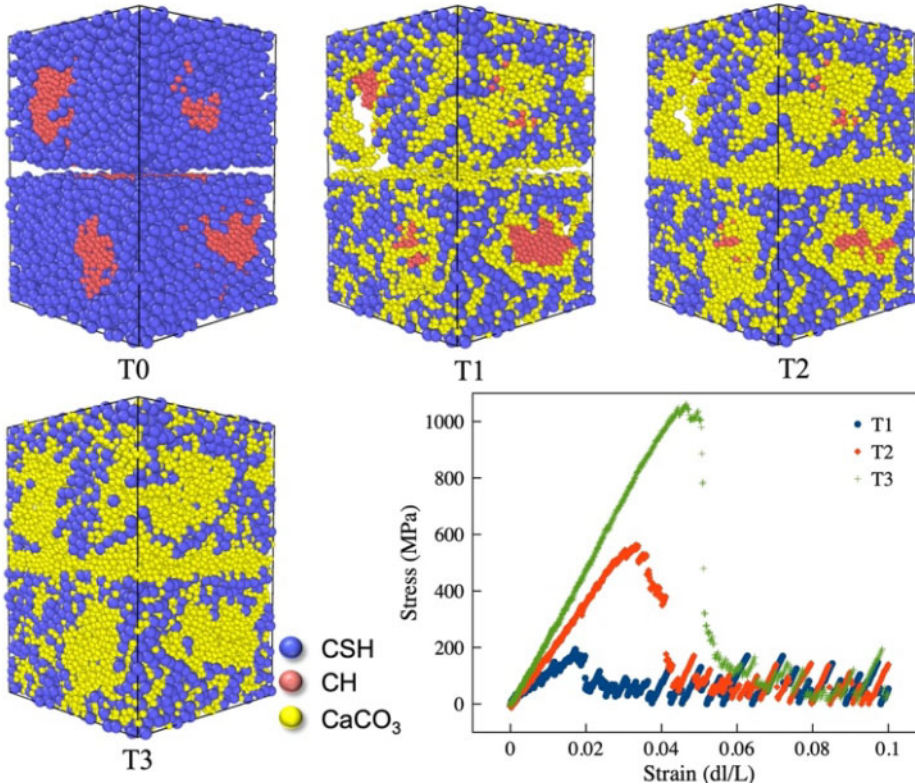 T0
T1
T2
T3
CSH
CH
CaCO₃
Stress (MPa)
1000
800
600
400
200
0
T1
T2
T3
0
0.02
0.04
0.06
0.08
0.1
Strain (dl/L)